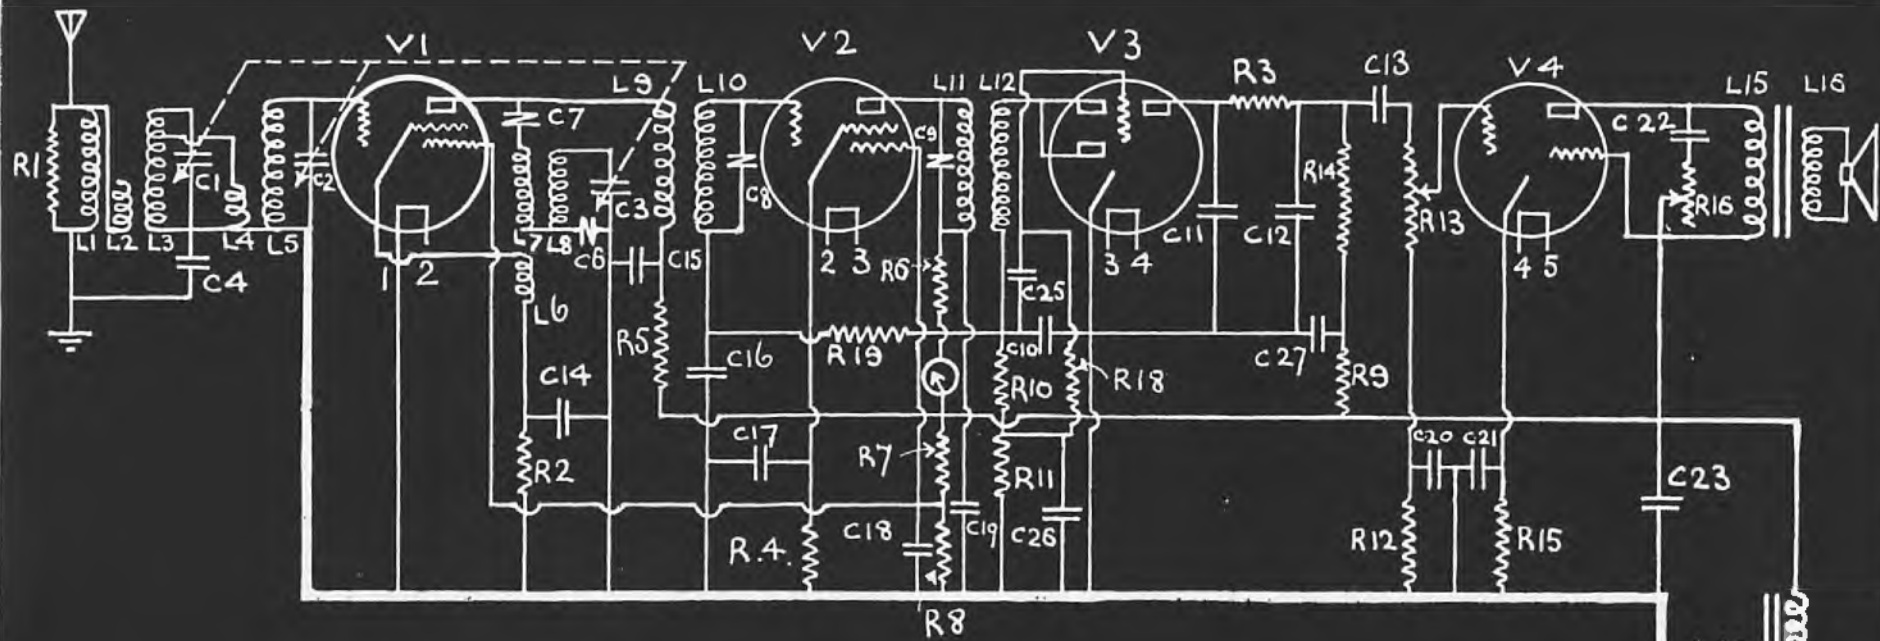 V1
V2
V3
V4
L9
L10
L11
L12
R3
C13
L15
L16
R1
C1
C2
C7
C3
C8
C9
R14
R13
C22
R16
L1
L2
L3
L4
L5
L7
L8
C6
C15
C4
1
2
2
3
R6
3
4
C11
C12
4
5
L6
R5
C25
C16
R19
C10
R10
R18
C27
R9
C14
R2
C17
R7
R11
C20
C21
C23
R.4.
C18
C19
C26
R12
R15
R8